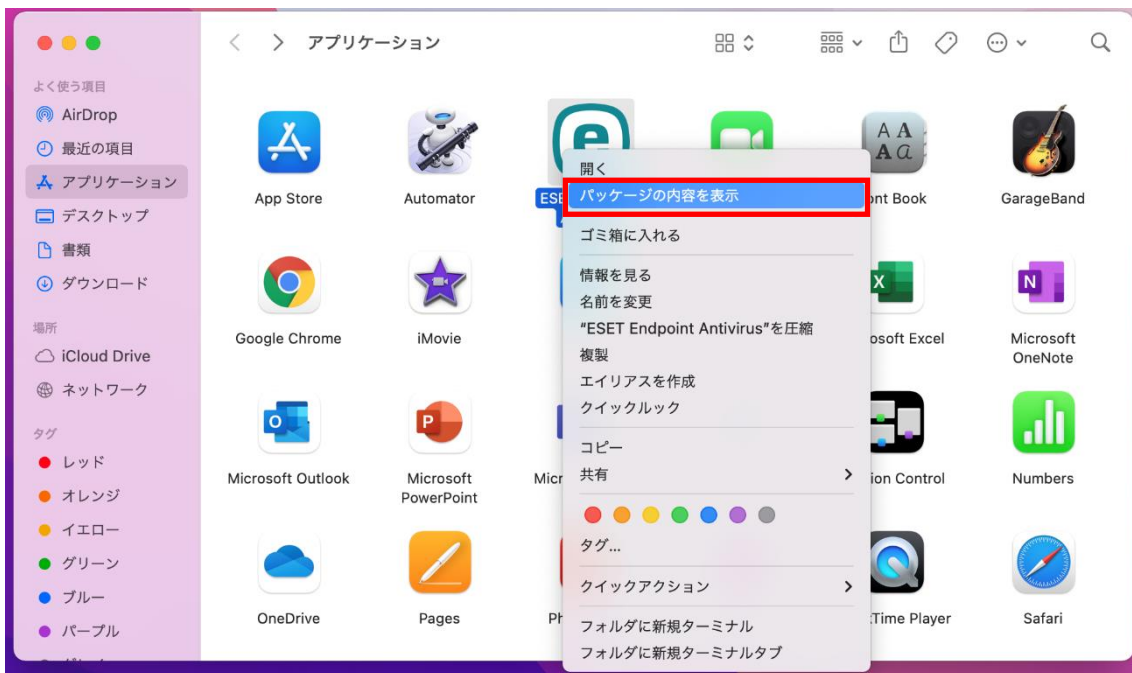 アプリケーション
よく使う項目
AirDrop
最近の項目
アプリケーション
デスクトップ
書類
ダウンロード
場所
iCloud Drive
ネットワーク
タグ
レッド
オレンジ
イエロー
グリーン
ブルー
パープル
App Store
Automator
GarageBand
Google Chrome
iMovie
Microsoft
OneNote
Microsoft Outlook
Microsoft
PowerPoint
Numbers
OneDrive
Pages
Safari
Book
Excel
Control
Player
開く
パッケージの内容を表示
ゴミ箱に入れる
情報を見る
名前を変更
“ESET Endpoint Antivirus”を圧縮
複製
エイリアスを作成
クイックルック
コピー
共有
タグ...
クイックアクション
フォルダに新規ターミナル
フォルダに新規ターミナルタブ